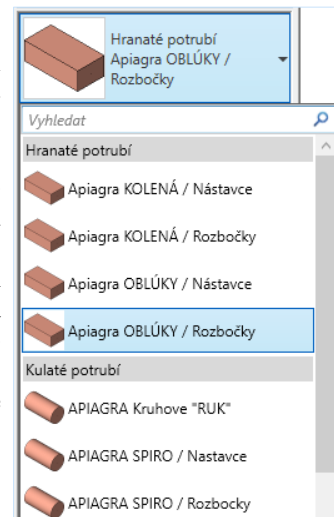 Hranaté potrubí
Apiagra OBLÚKY /
Rozbočky
Vyhledat
Hranaté potrubí
Apiagra KOLENÁ / Nástavce
Apiagra KOLENÁ / Rozbočky
Apiagra OBLÚKY / Nástavce
Apiagra OBLÚKY / Rozbočky
Kulaté potrubí
APIAGRA Kruhove "RUK"
APIAGRA SPIRO / Nastavce
APIAGRA SPIRO / Rozbocky